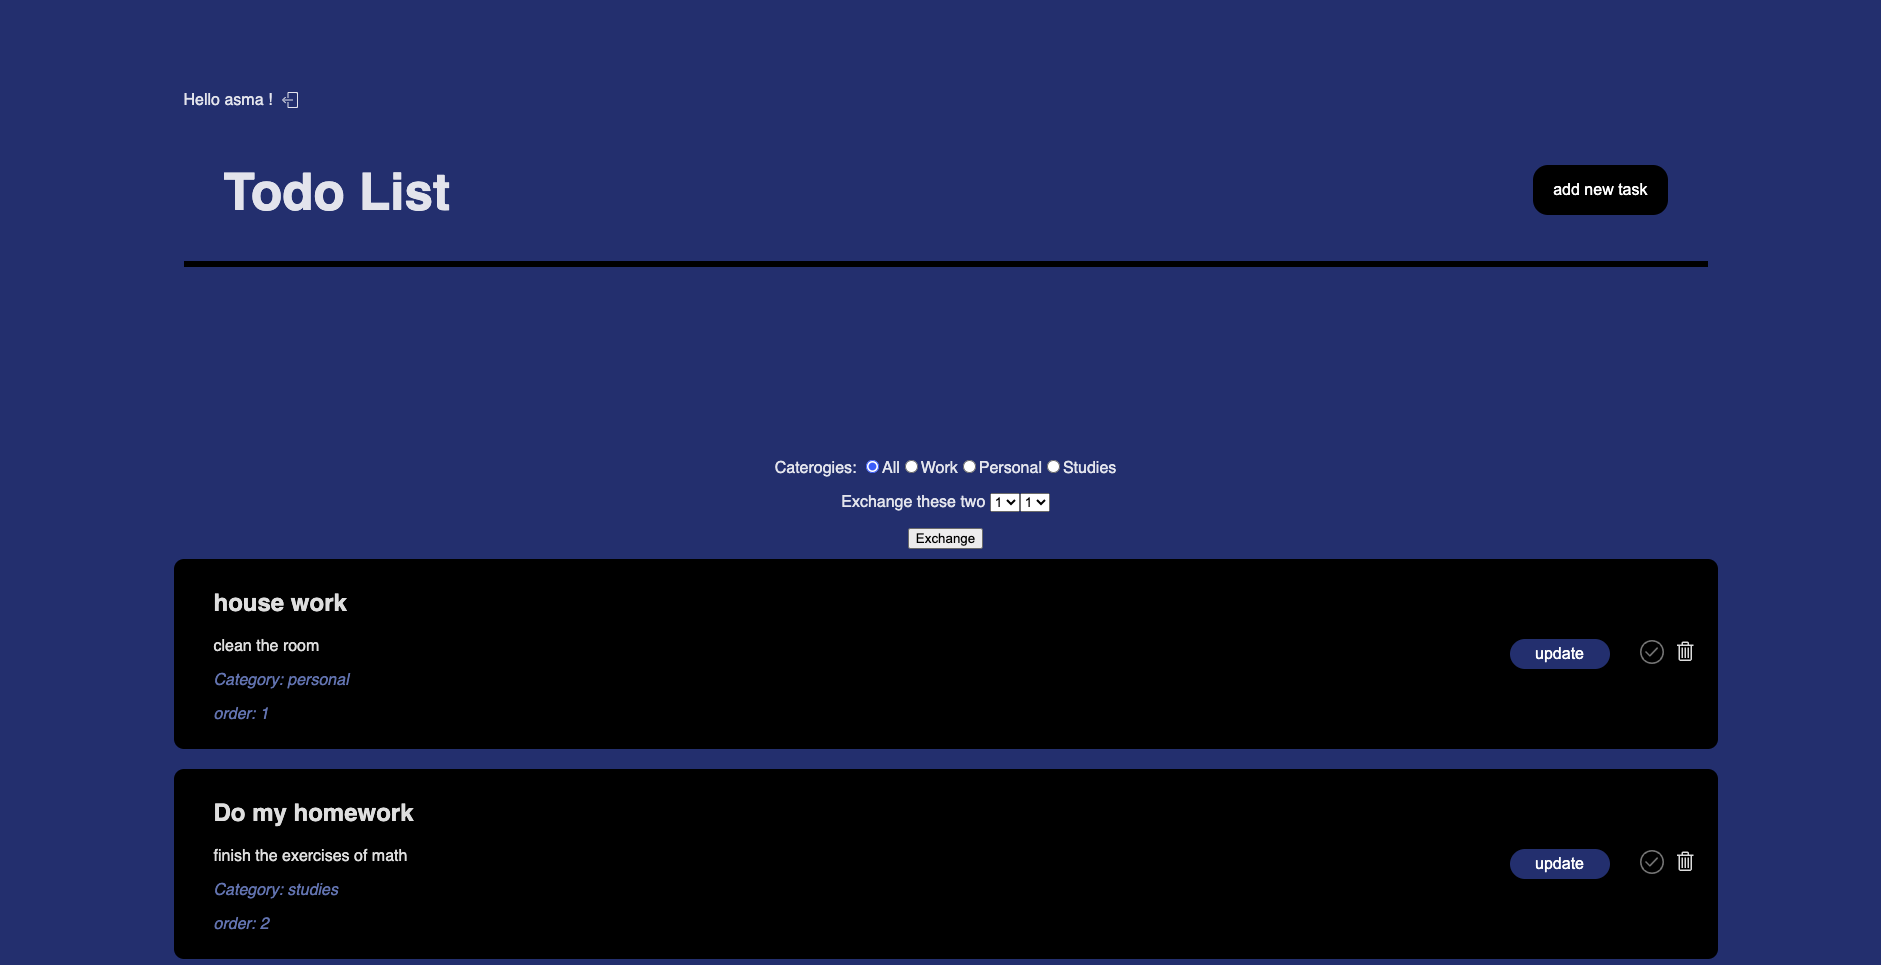 Hello asma !
Todo List
add new task
Caterogies: All Work Personal Studies
Exchange these two 1 1
Exchange
house work
clean the room
Category: personal
order: 1
update
Do my homework
finish the exercises of math
Category: studies
order: 2
update